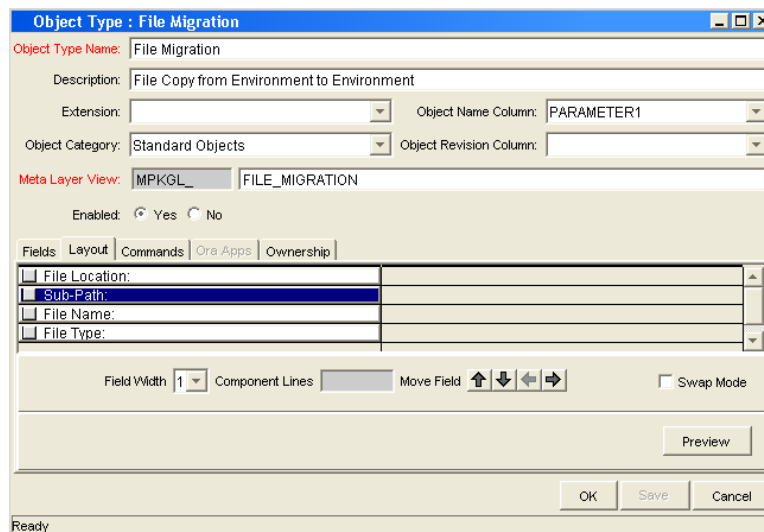 Object Type : File Migration
Object Type Name: File Migration
Description: File Copy from Environment to Environment
Extension: Object Name Column: PARAMETER1
Object Category: Standard Objects Object Revision Column:
Meta Layer View: MPKGL_ FILE_MIGRATION
Enabled: Yes No
Fields Layout Commands Ora Apps Ownership
File Location:
Sub-Path:
File Name:
File Type:
Field Width 1 Component Lines Move Field Swap Mode
Preview
OK Save Cancel
Ready